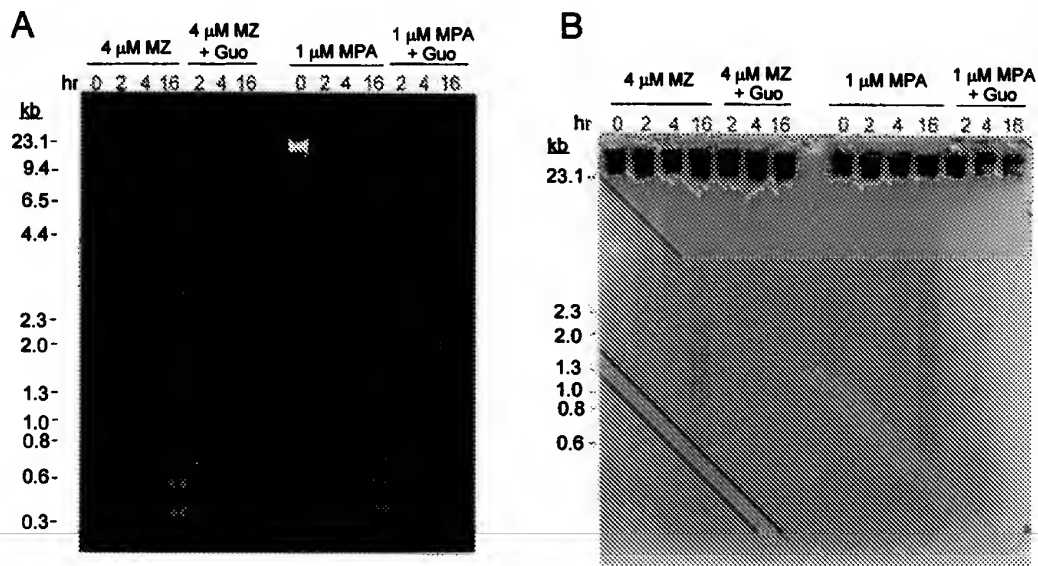 A
4 µM MZ
4 µM MZ
+ Guo
1 µM MPA
1 µM MPA
+ Guo
hr 0 2 4 16 2 4 16 0 2 4 16 2 4 16
kb
23.1-
9.4-
6.5-
4.4-
2.3-
2.0-
1.3-
1.0-
0.8-
0.6-
0.3-
B
4 µM MZ
4 µM MZ
+ Guo
1 µM MPA
1 µM MPA
+ Guo
hr 0 2 4 16 2 4 16 0 2 4 16 2 4 16
kb
23.1-
2.3-
2.0-
1.3-
1.0-
0.8-
0.6-